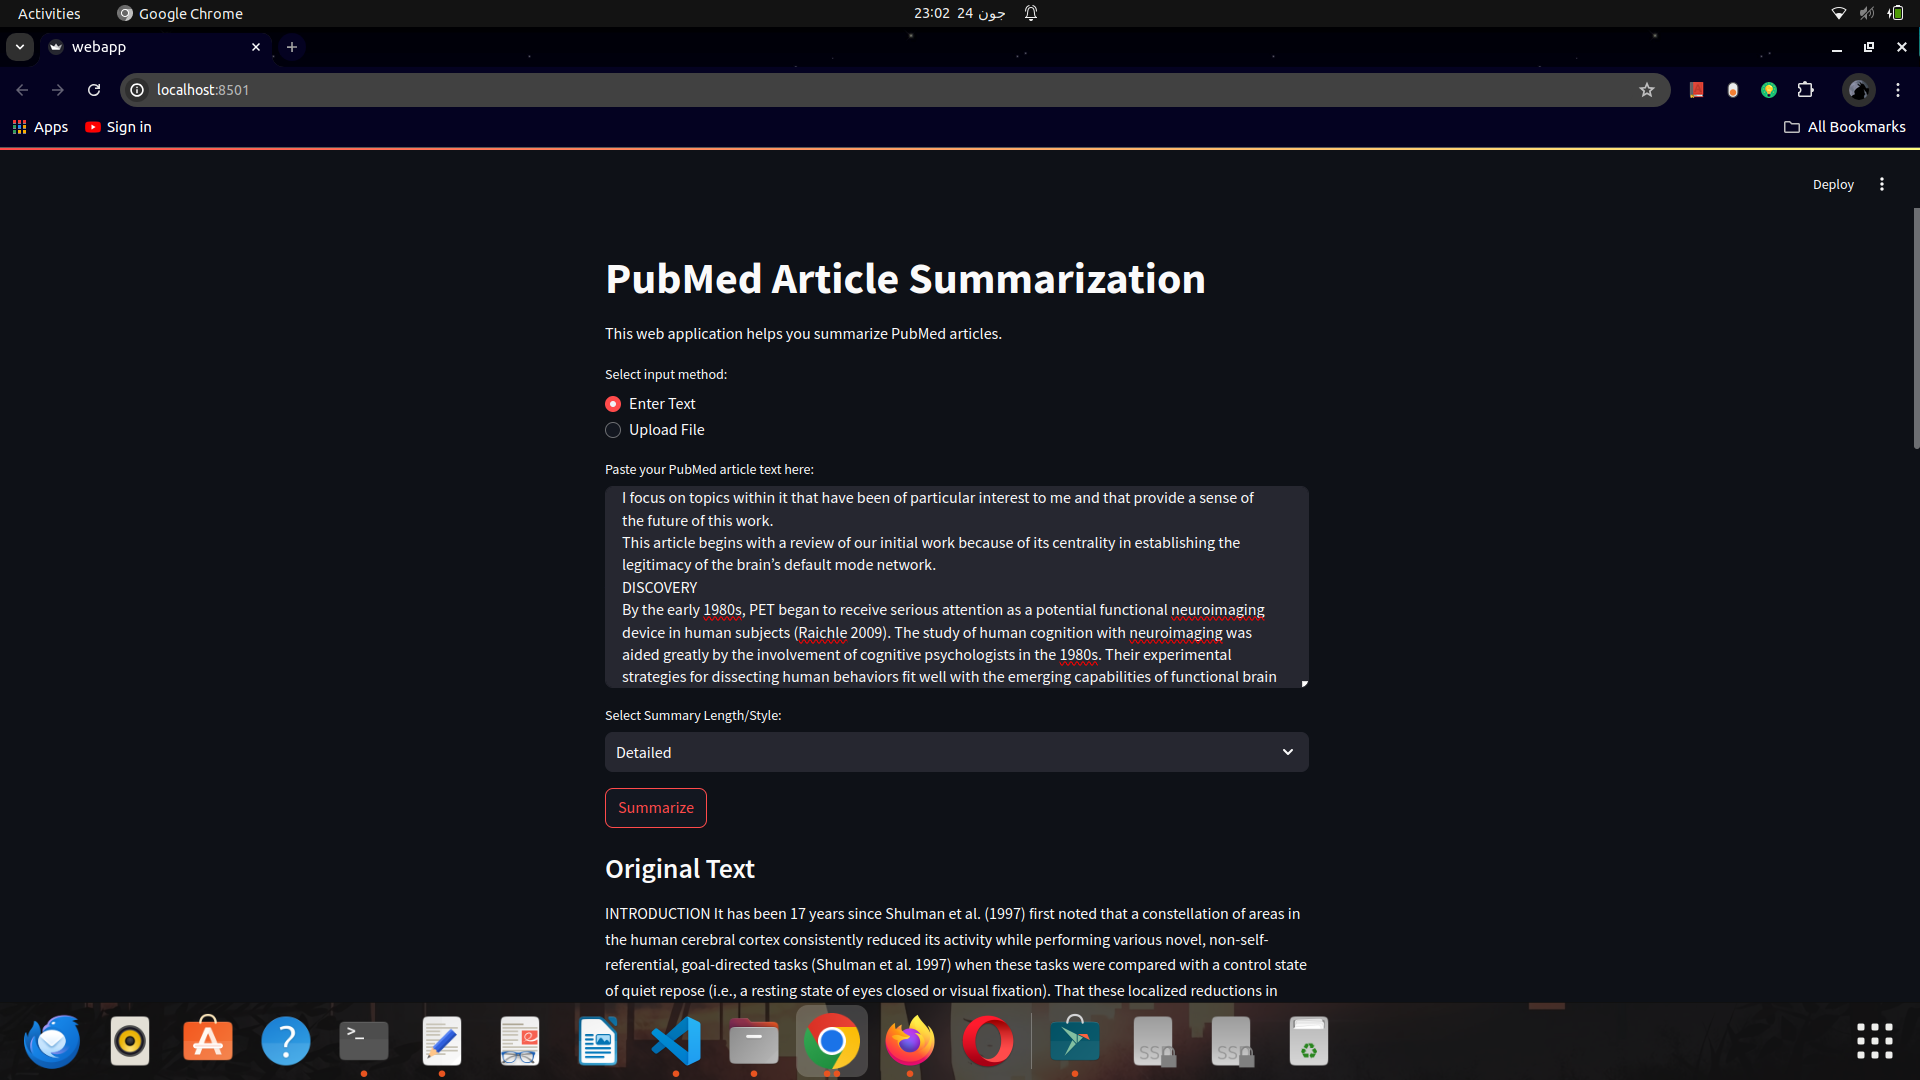 Activities
Google Chrome
23:02 24 جون
webapp
localhost:8501
Apps
Sign in
All Bookmarks
Deploy
PubMed Article Summarization
This web application helps you summarize PubMed articles.
Select input method:
Enter Text
Upload File
Paste your PubMed article text here:
I focus on topics within it that have been of particular interest to me and that provide a sense of
the future of this work.
This article begins with a review of our initial work because of its centrality in establishing the
legitimacy of the brain’s default mode network.
DISCOVERY
By the early 1980s, PET began to receive serious attention as a potential functional neuroimaging
device in human subjects (Raichle 2009). The study of human cognition with neuroimaging was
aided greatly by the involvement of cognitive psychologists in the 1980s. Their experimental
strategies for dissecting human behaviors fit well with the emerging capabilities of functional brain
Select Summary Length/Style:
Detailed
Summarize
Original Text
INTRODUCTION It has been 17 years since Shulman et al. (1997) first noted that a constellation of areas in
the human cerebral cortex consistently reduced its activity while performing various novel, non-self-
referential, goal-directed tasks (Shulman et al. 1997) when these tasks were compared with a control state
of quiet repose (i.e., a resting state of eyes closed or visual fixation). That these localized reductions in